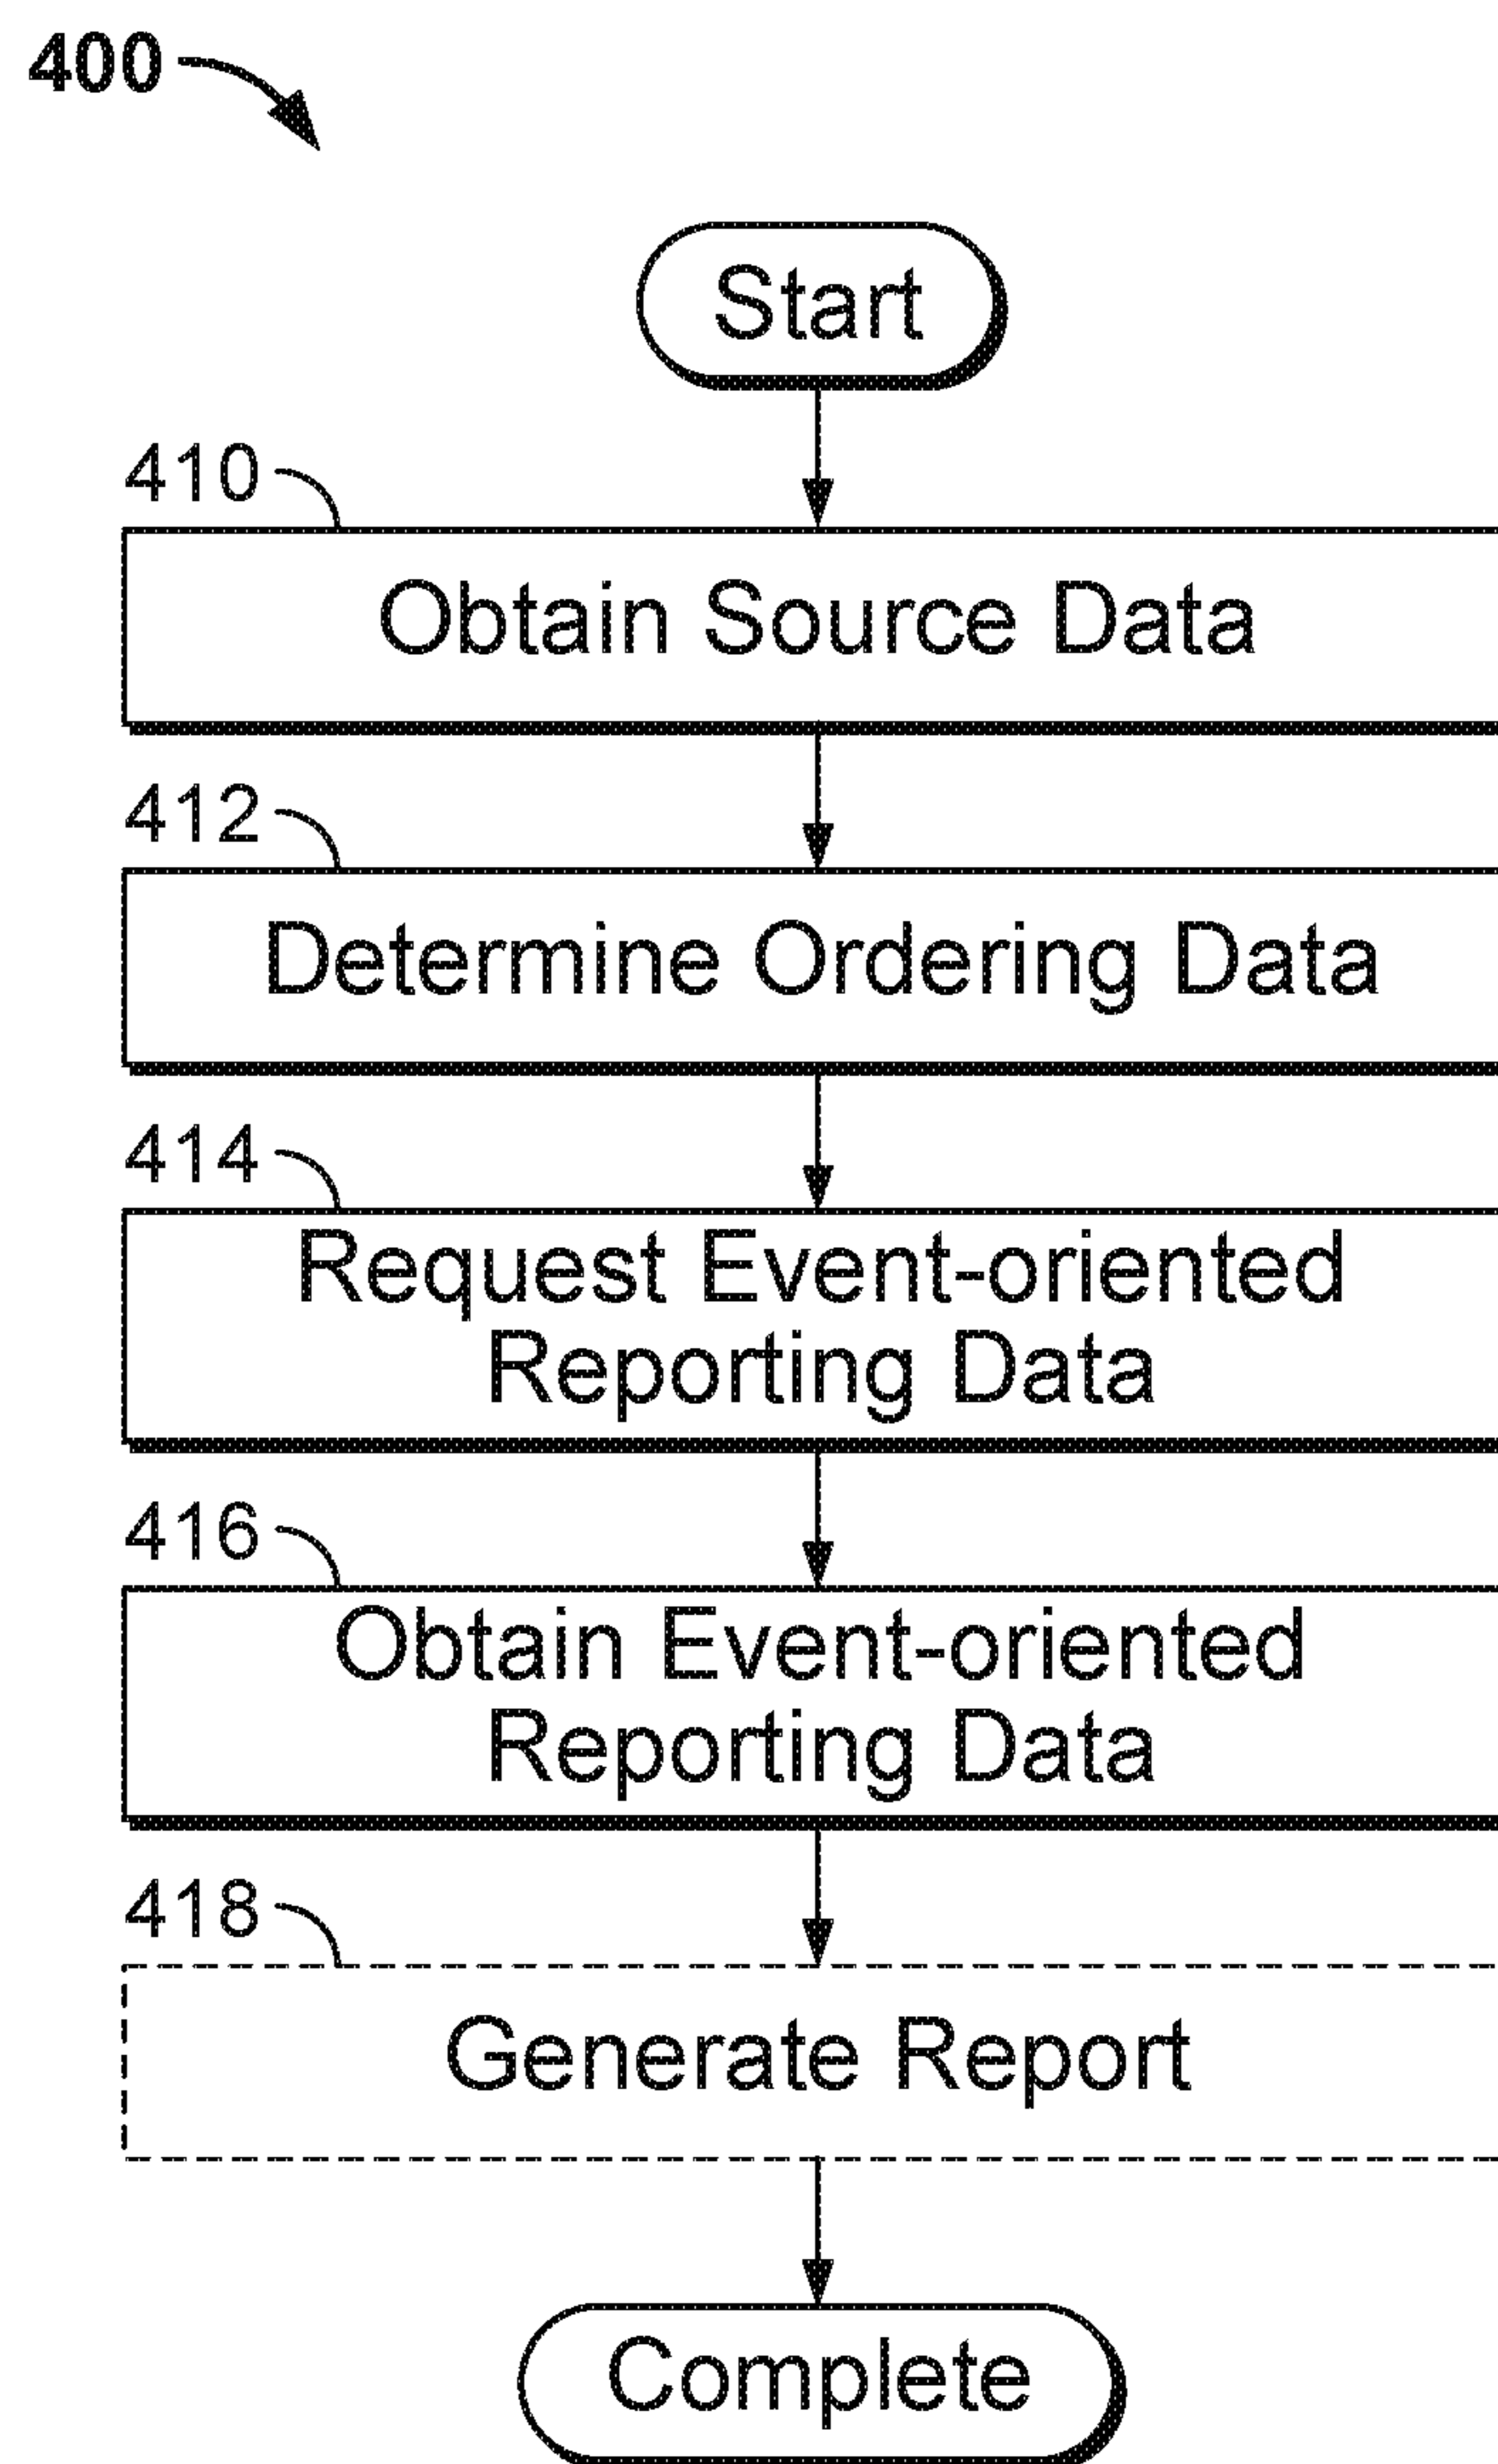 400
Start
410
Obtain Source Data
412
Determine Ordering Data
414
Request Event-oriented
Reporting Data
416
Obtain Event-oriented
Reporting Data
418
Generate Report
Complete